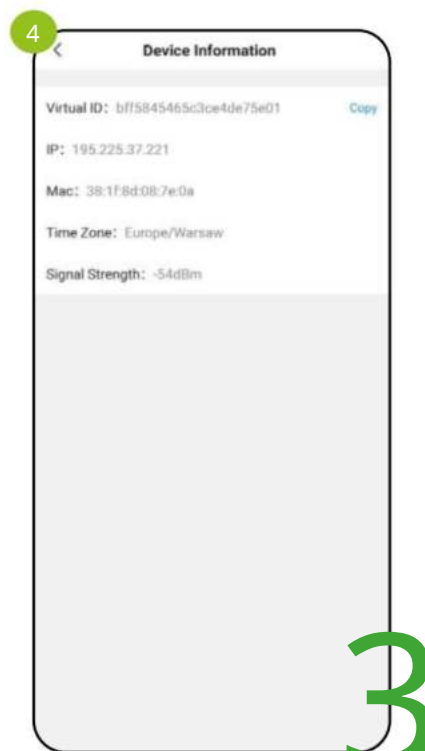 4
Device Information
Virtual ID: bff5845465c3ce4de75e01 Copy
IP: 195.225.37.221
Mac: 38:1f:8d:08:7e:0a
Time Zone: Europe/Warsaw
Signal Strength: -54dBm
3